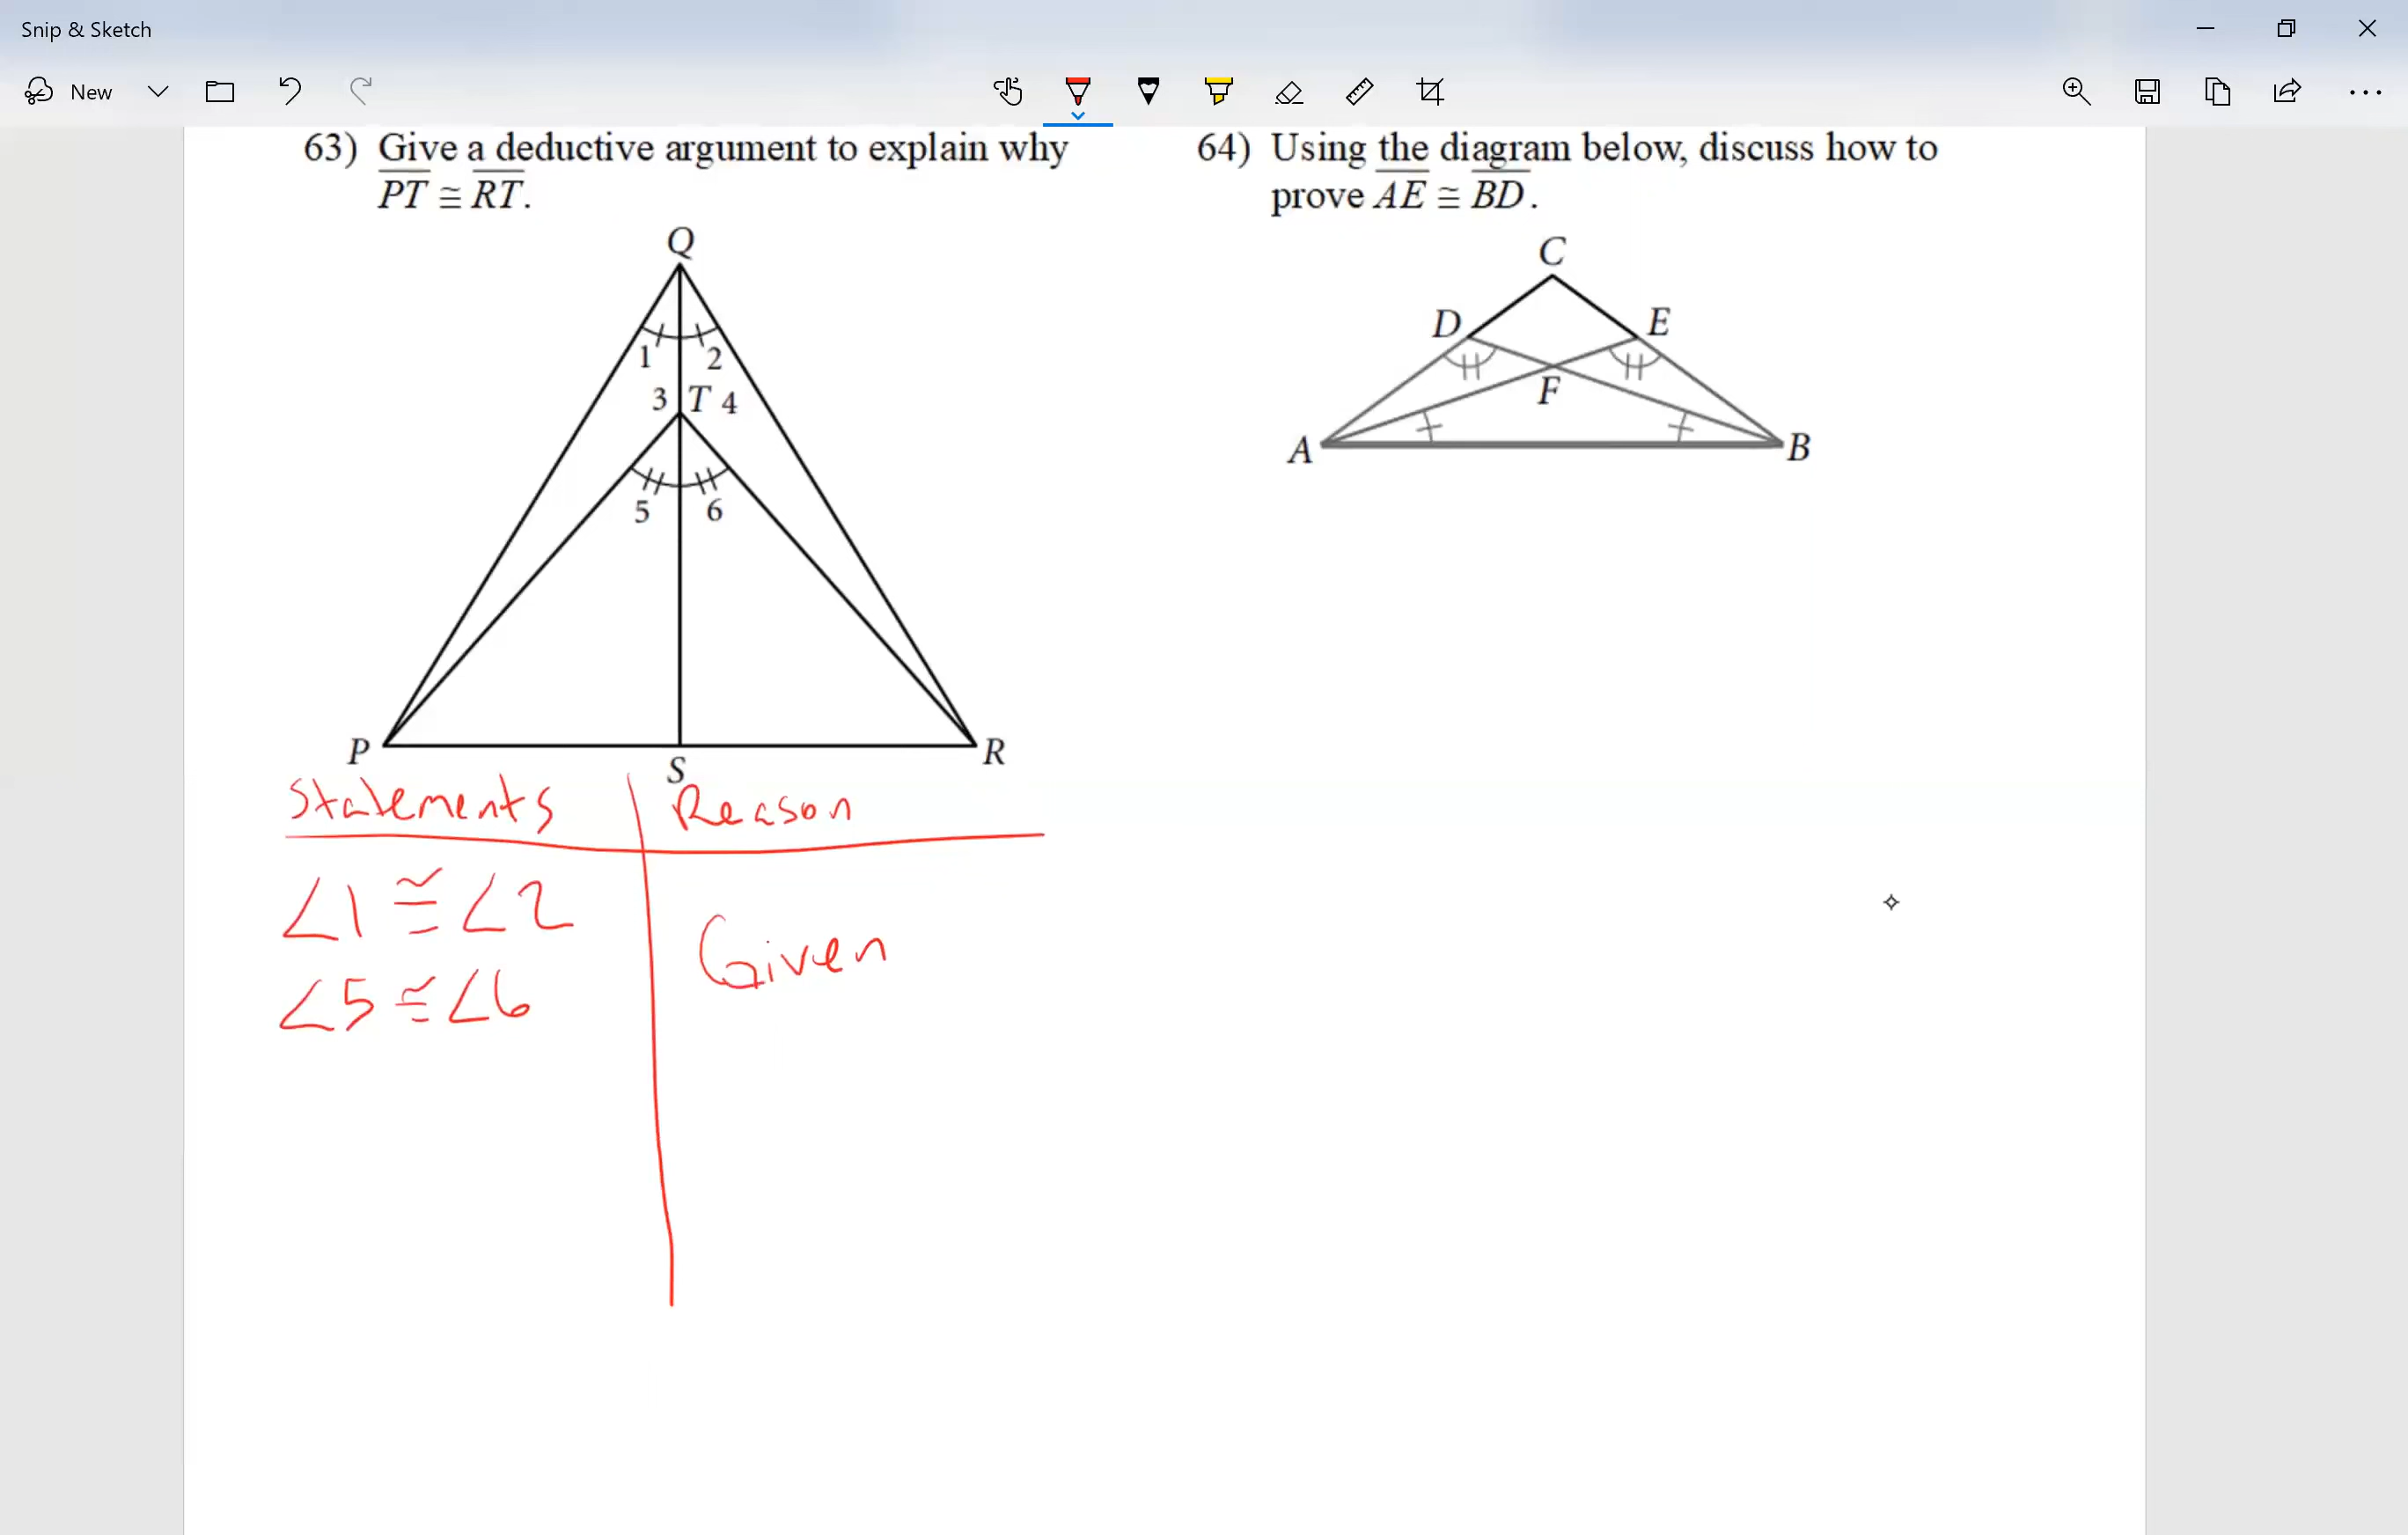 Snip & Sketch
New
63) Give a deductive argument to explain why
PT ≅ RT.
Q
1 2
3 T 4
5 6
P
S
R
Statements Reason
∠1 ≅ ∠2
Given
∠5 ≅ ∠6
64) Using the diagram below, discuss how to
prove AE ≅ BD.
C
D E
F
A B